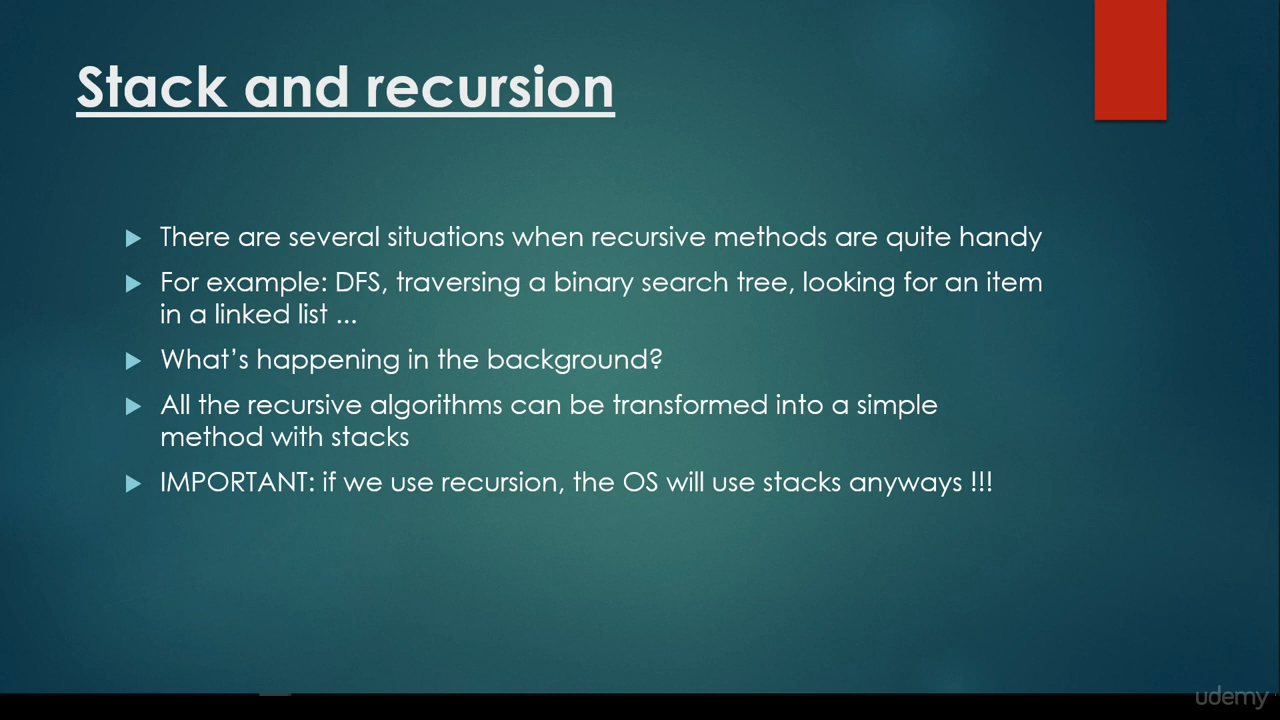 Stack and recursion
There are several situations when recursive methods are quite handy
For example: DFS, traversing a binary search tree, looking for an item
in a linked list ...
What’s happening in the background?
All the recursive algorithms can be transformed into a simple
method with stacks
IMPORTANT: if we use recursion, the OS will use stacks anyways !!!
udemy